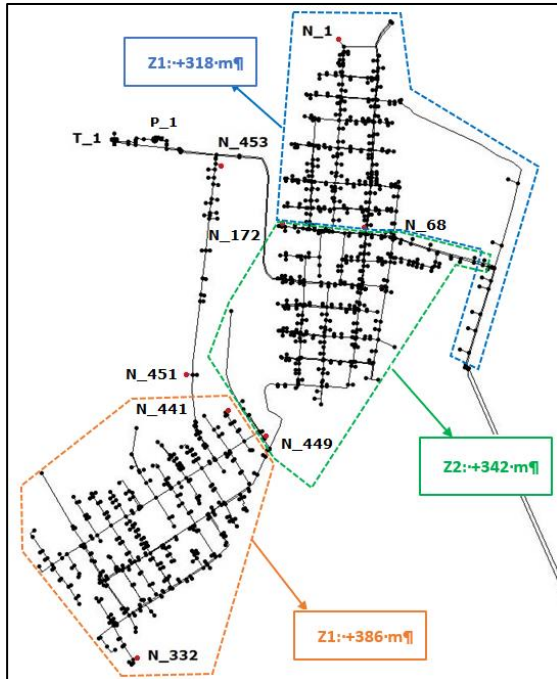 N_1
Z1:·+318·m¶
P_1
T_1
N_453
N_172
N_68
N_451
N_441
N_449
Z2:·+342·m¶
Z1:·+386·m¶
N_332